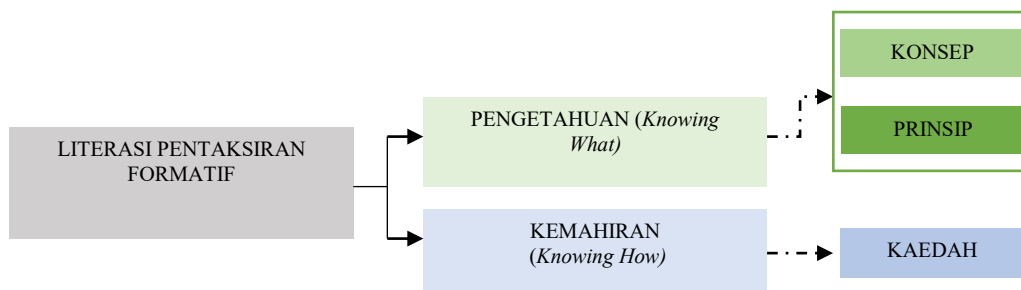 LITERASI PENTAKSIRAN
FORMATIF
PENGETAHUAN (Knowing
What)
KEMAHIRAN
(Knowing How)
KONSEP
PRINSIP
KAEDAH